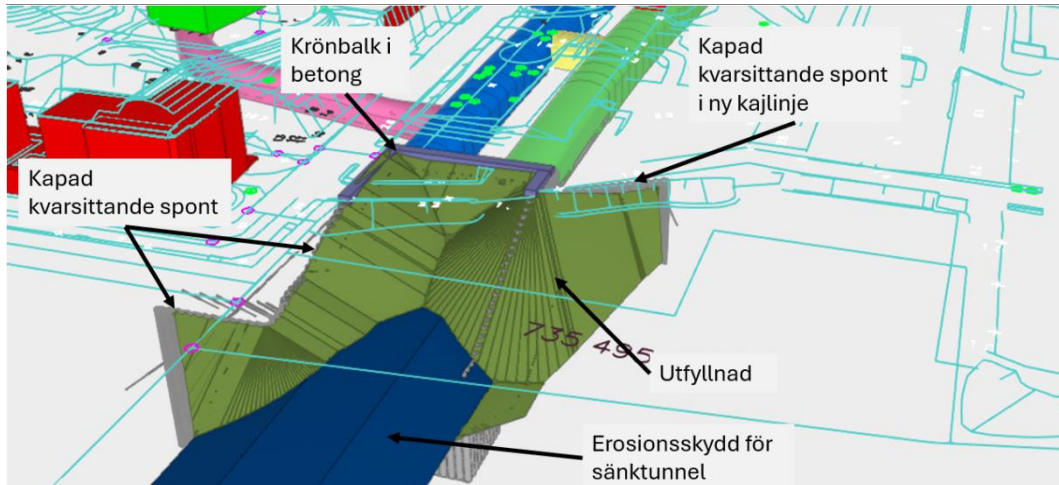 Krönbalk i
betong
Kapad
kvarsittande spont
i ny kajlinje
Kapad
kvarsittande spont
735 495
Utfyllnad
Erosionsskydd för
sänktunnel